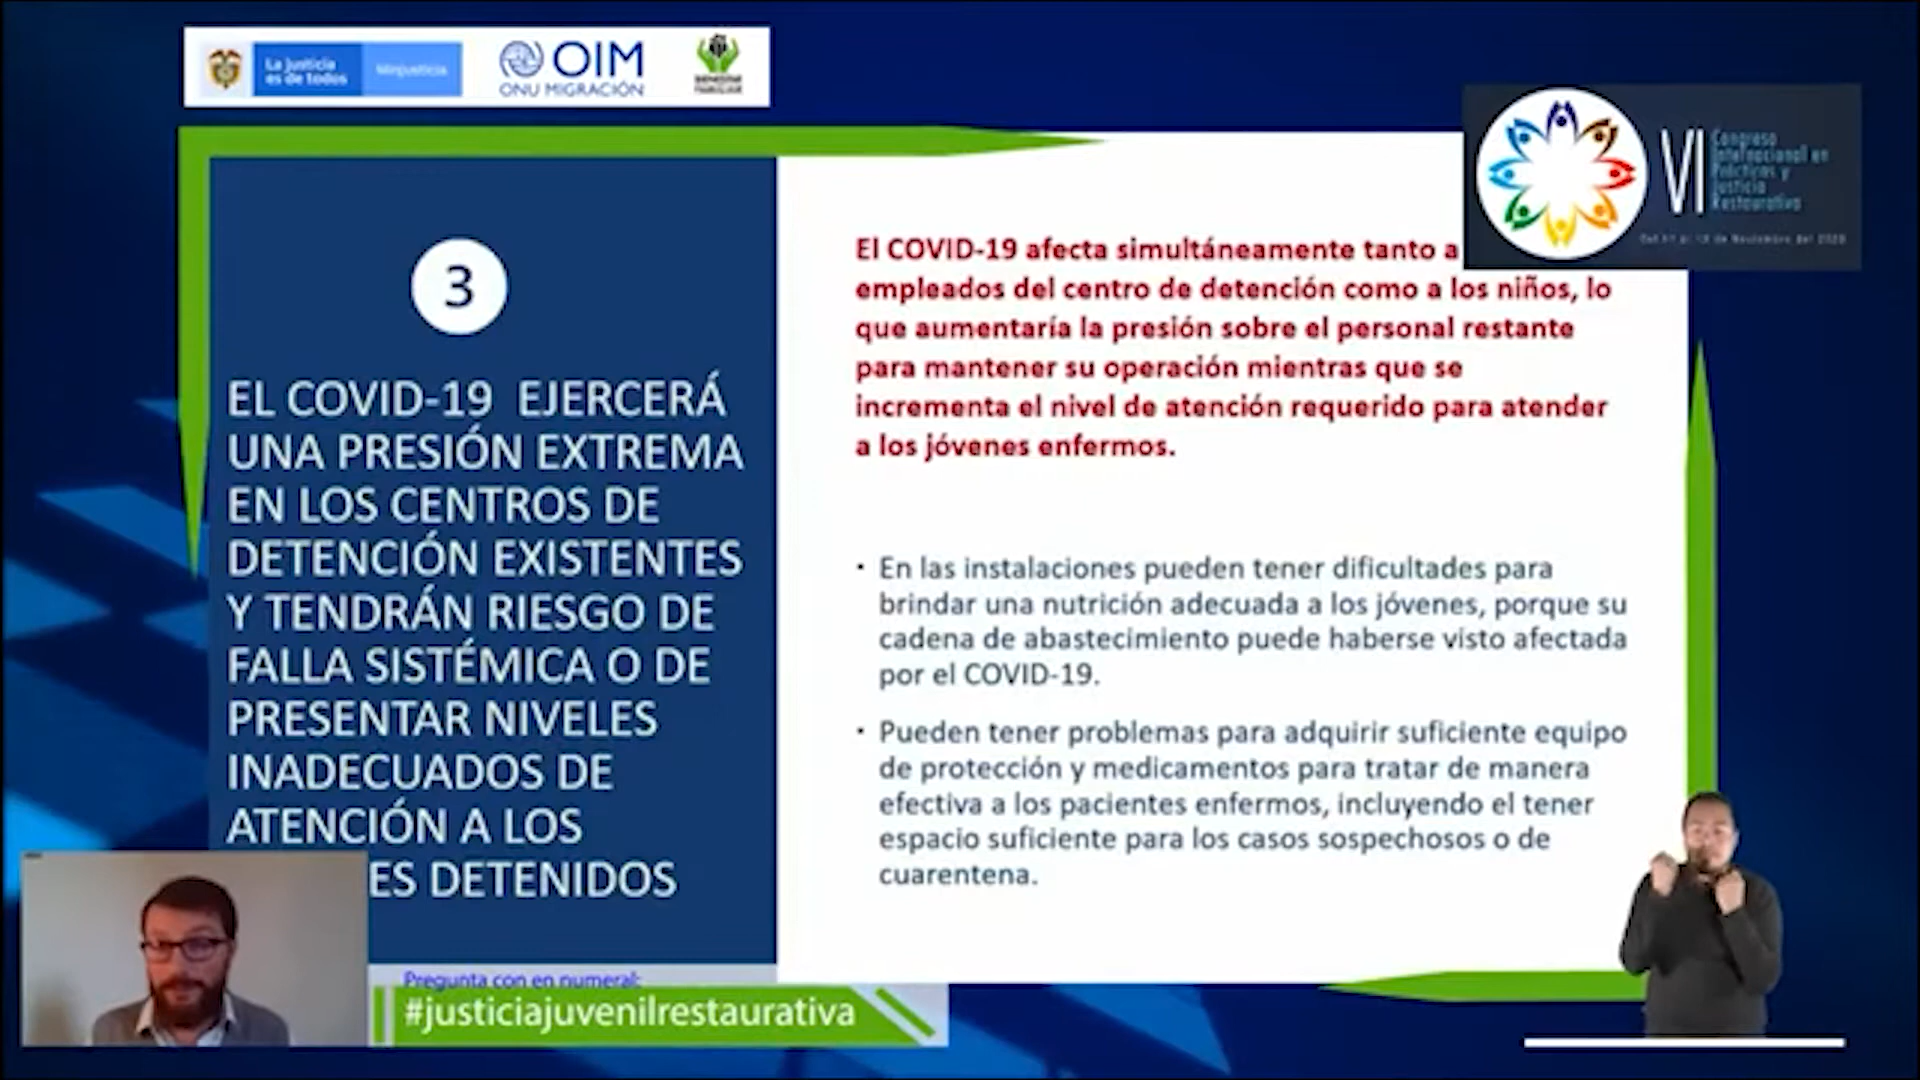 La justicia
es de todos
Minjusticia
OIM
ONU MIGRACIÓN
BIENESTAR
FAMILIAR
VI
Congreso
Internacional en
Prácticas y
Justicia
Restaurativa
3
EL COVID-19 EJERCERÁ
UNA PRESIÓN EXTREMA
EN LOS CENTROS DE
DETENCIÓN EXISTENTES
Y TENDRÁN RIESGO DE
FALLA SISTÉMICA O DE
PRESENTAR NIVELES
INADECUADOS DE
ATENCIÓN A LOS
ES DETENIDOS
El COVID-19 afecta simultáneamente tanto a
empleados del centro de detención como a los niños, lo
que aumentaría la presión sobre el personal restante
para mantener su operación mientras que se
incrementa el nivel de atención requerido para atender
a los jóvenes enfermos.
· En las instalaciones pueden tener dificultades para
brindar una nutrición adecuada a los jóvenes, porque su
cadena de abastecimiento puede haberse visto afectada
por el COVID-19.
· Pueden tener problemas para adquirir suficiente equipo
de protección y medicamentos para tratar de manera
efectiva a los pacientes enfermos, incluyendo el tener
espacio suficiente para los casos sospechosos o de
cuarentena.
Pregunta con en numeral:
#justiciajuvenilrestaurativa